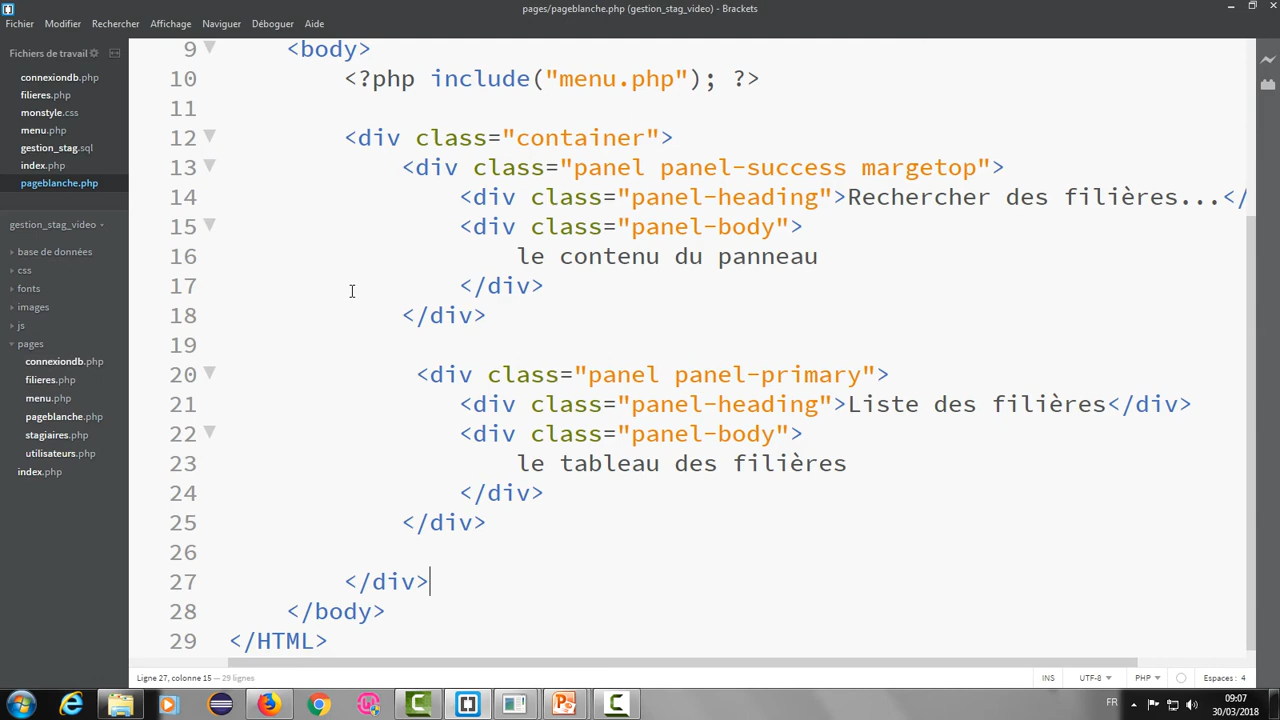 pages/pageblanche.php (gestion_stag_video) - Brackets
Fichier Modifier Rechercher Affichage Naviguer Déboguer Aide
Fichiers de travail
connexiondb.php
filieres.php
monstyle.css
menu.php
gestion_stag.sql
index.php
pageblanche.php
gestion_stag_video
base de données
css
fonts
images
js
pages
connexiondb.php
filieres.php
menu.php
pageblanche.php
stagiaires.php
utilisateurs.php
index.php
9 <body>
10 <?php include("menu.php"); ?>
11
12 <div class="container">
13 <div class="panel panel-success margetop">
14 <div class="panel-heading">Rechercher des filières...</
15 <div class="panel-body">
16 le contenu du panneau
17 </div>
18 </div>
19
20 <div class="panel panel-primary">
21 <div class="panel-heading">Liste des filières</div>
22 <div class="panel-body">
23 le tableau des filières
24 </div>
25 </div>
26
27 </div>
28 </body>
29 </HTML>
Ligne 27, colonne 15 — 29 lignes
INS UTF-8 PHP Espaces : 4
FR
09:07
30/03/2018